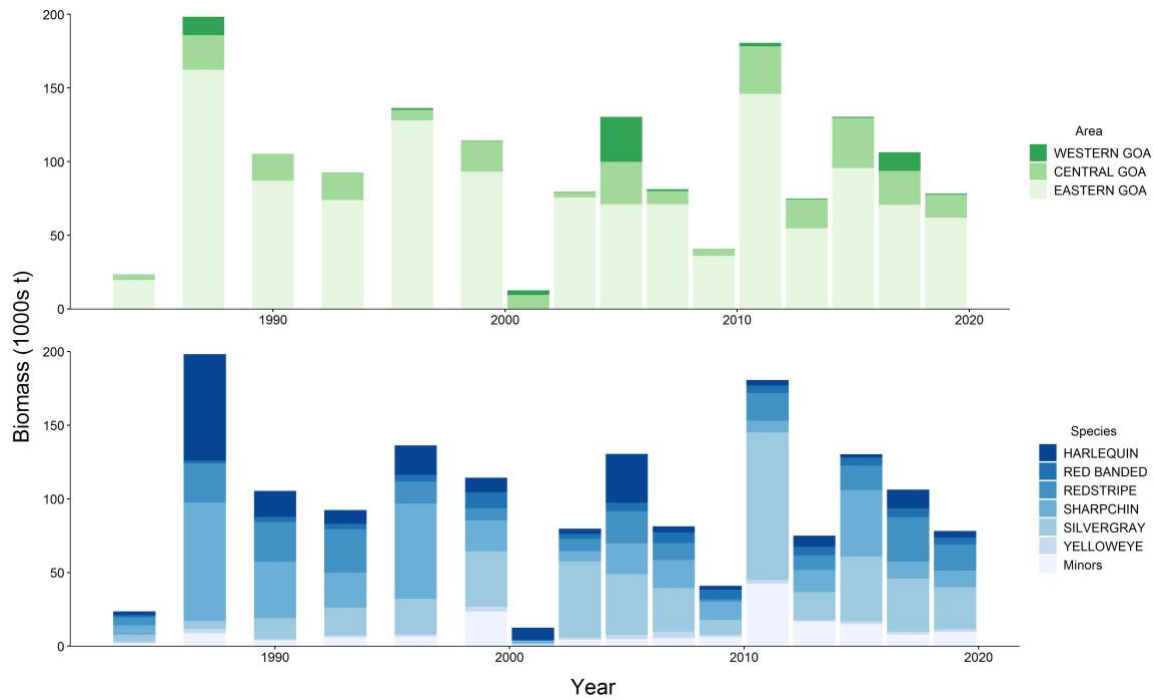 200
150
100
50
0
1990
2000
2010
2020
Area
WESTERN GOA
CENTRAL GOA
EASTERN GOA
Biomass (1000s t)
200
150
100
50
0
1990
2000
2010
2020
Species
HARLEQUIN
RED BANDED
REDSTRIPE
SHARPCHIN
SILVERGRAY
YELLOWEYE
Minors
Year